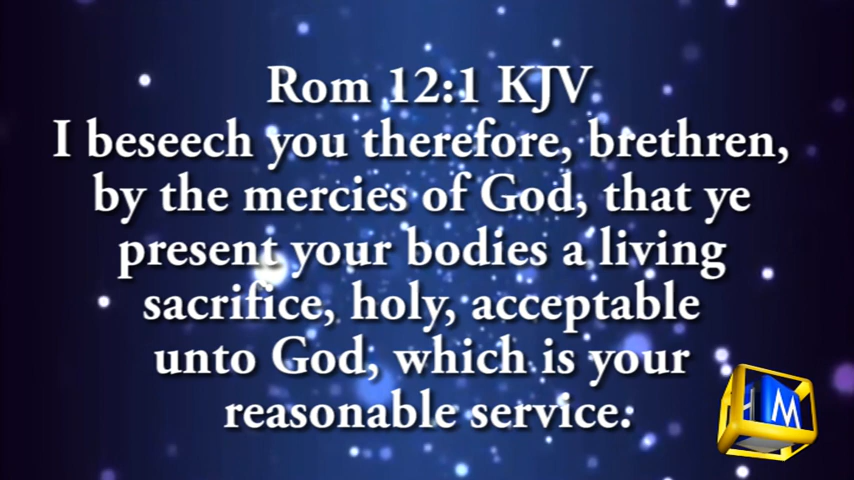 Rom 12:1 KJV
I beseech you therefore, brethren,
by the mercies of God, that ye
present your bodies a living
sacrifice, holy, acceptable
unto God, which is your
reasonable service.
M